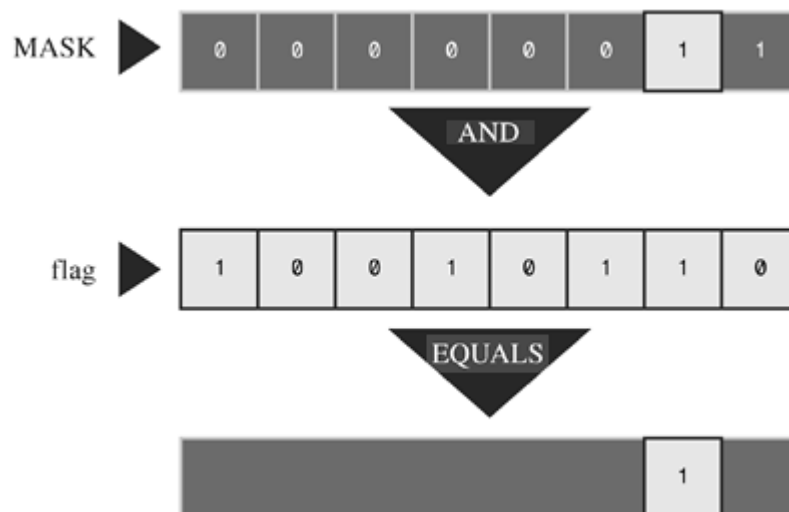 MASK 0 0 0 0 0 0 1 1
AND
flag 1 0 0 1 0 1 1 0
EQUALS
1